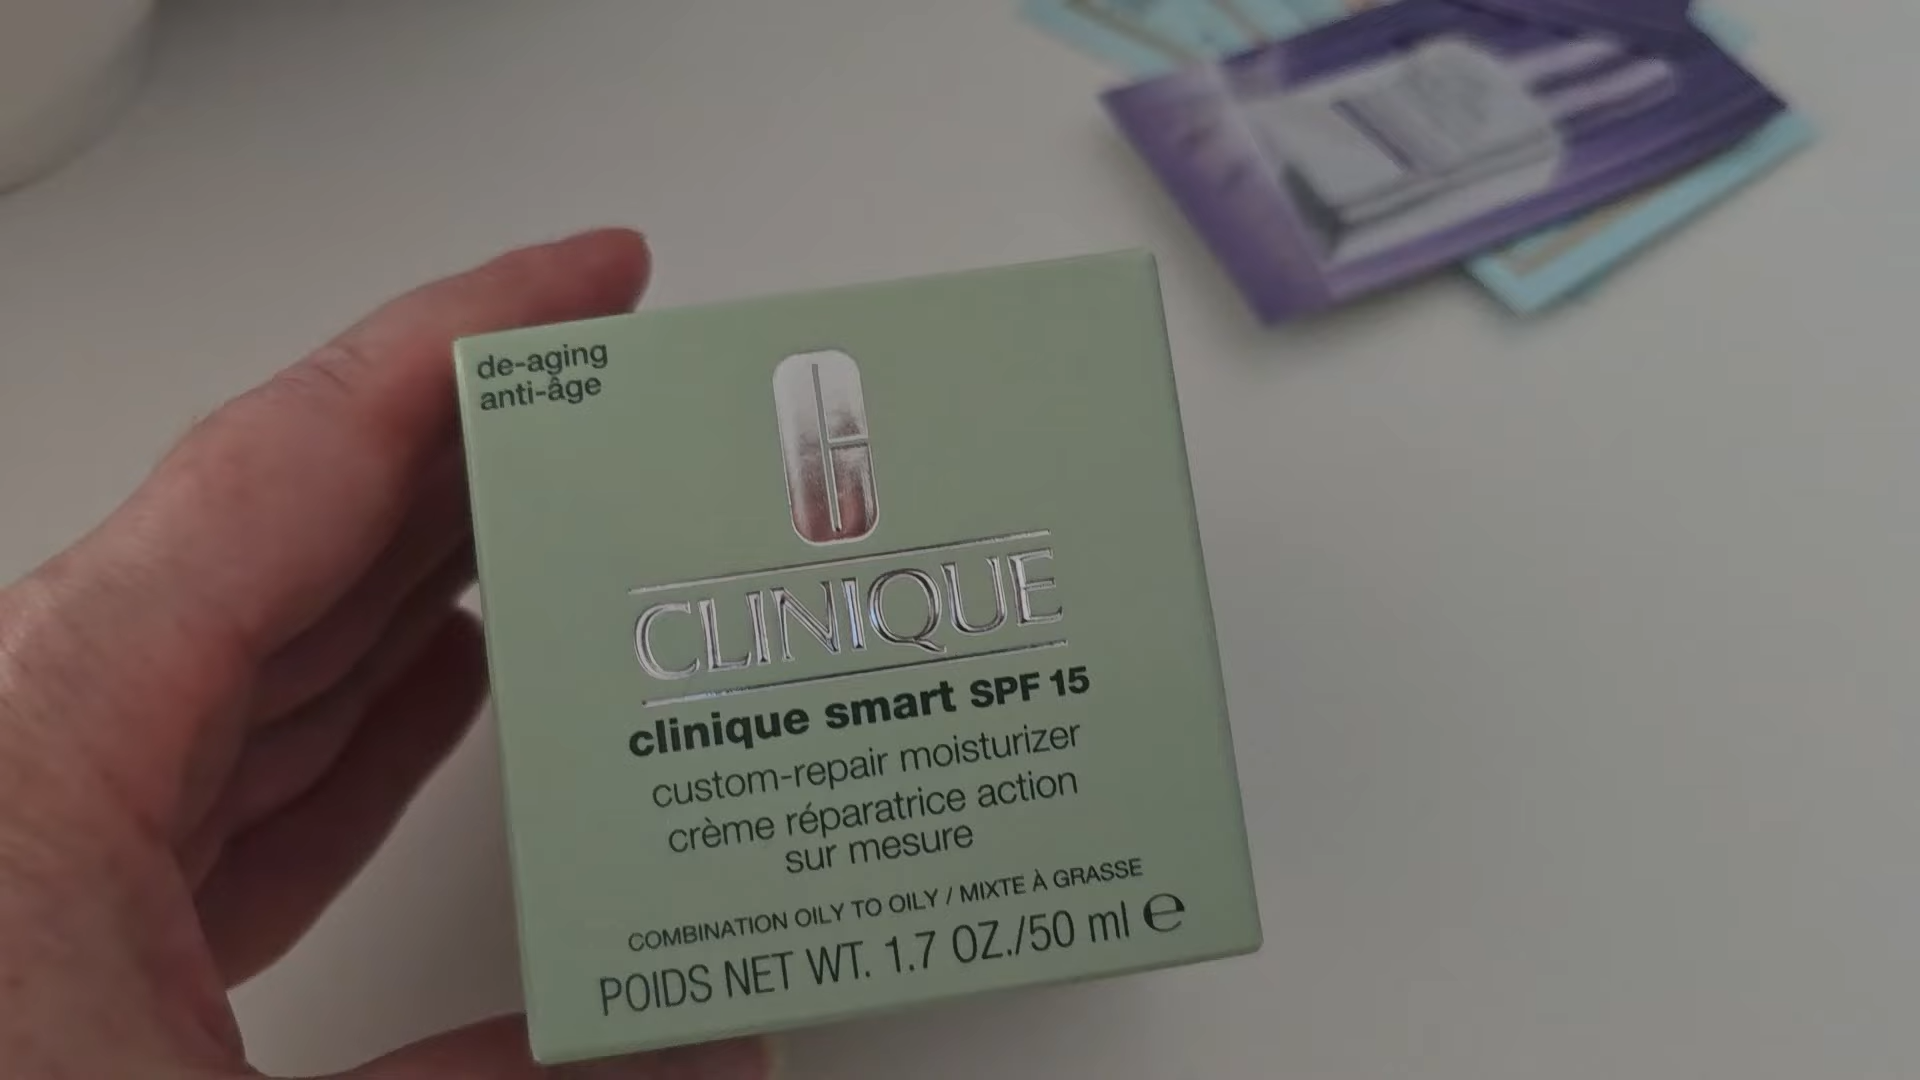 de-aging
anti-âge
CLINIQUE
clinique smart SPF 15
custom-repair moisturizer
crème réparatrice action
sur mesure
COMBINATION OILY TO OILY / MIXTE À GRASSE
POIDS NET WT. 1.7 OZ./50 ml ℮